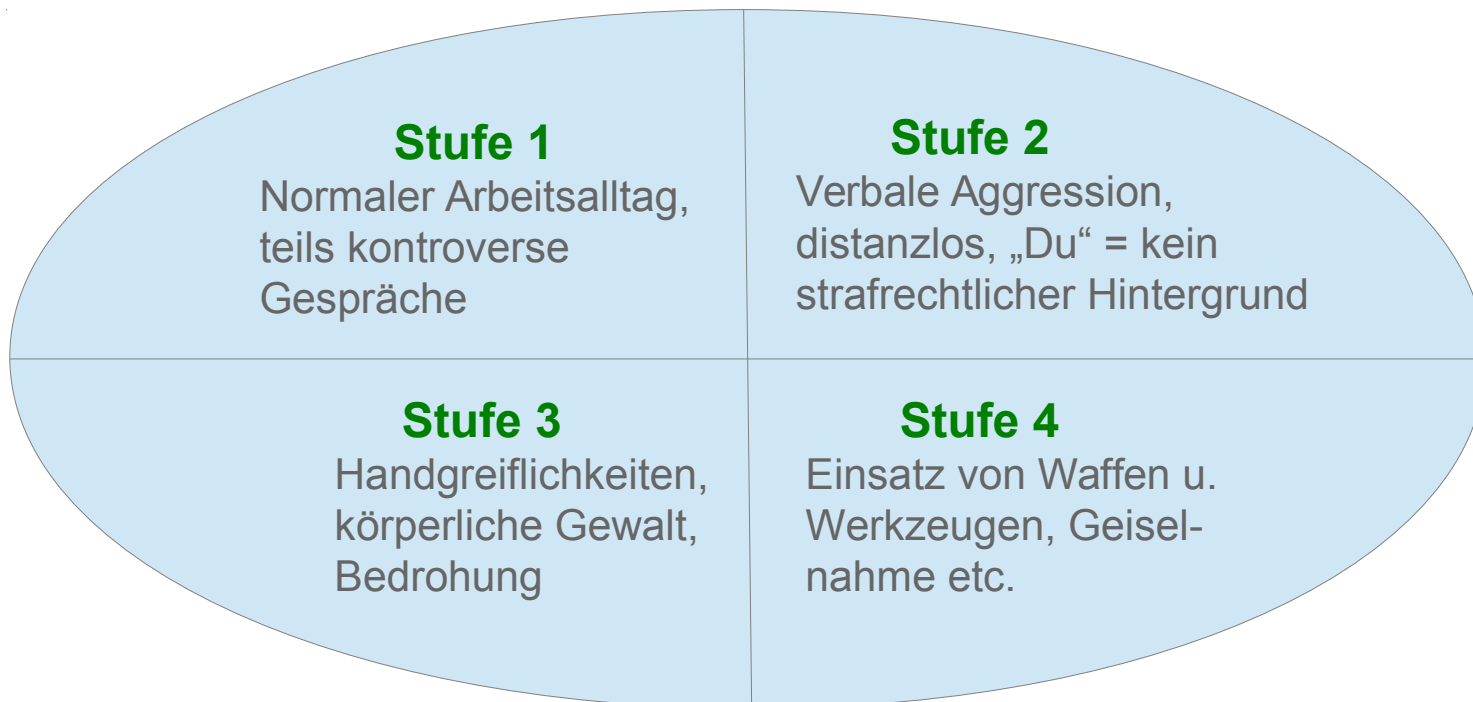 Stufe 1
Normaler Arbeitsalltag,
teils kontroverse
Gespräche
Stufe 2
Verbale Aggression,
distanzlos, „Du“ = kein
strafrechtlicher Hintergrund
Stufe 3
Handgreiflichkeiten,
körperliche Gewalt,
Bedrohung
Stufe 4
Einsatz von Waffen u.
Werkzeugen, Geisel-
nahme etc.